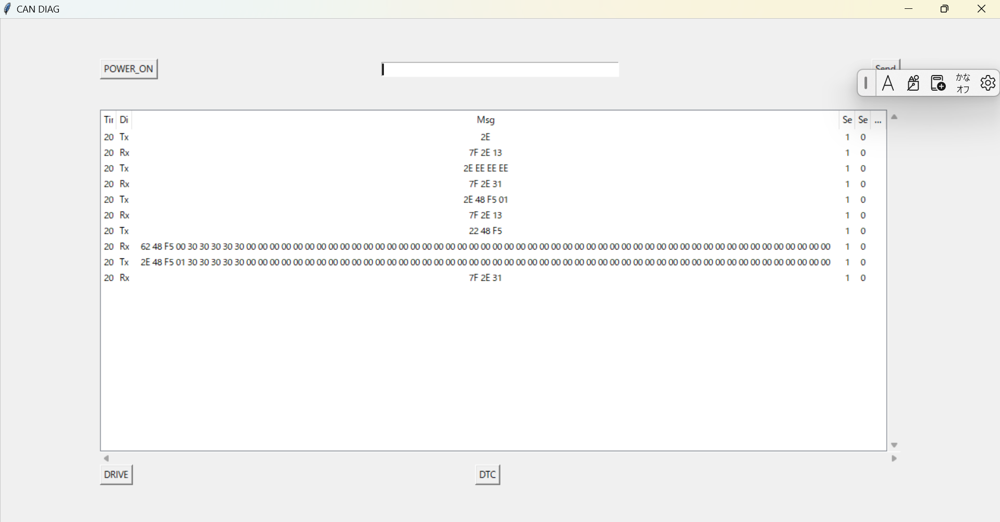 CAN DIAG
POWER_ON
Send
かな
オフ
Tir Di Msg Se Se ...
20 Tx 2E 1 0
20 Rx 7F 2E 13 1 0
20 Tx 2E EE EE EE 1 0
20 Rx 7F 2E 31 1 0
20 Tx 2E 48 F5 01 1 0
20 Rx 7F 2E 13 1 0
20 Tx 22 48 F5 1 0
20 Rx 62 48 F5 00 30 30 30 30 30 00 00 00 00 00 00 00 00 00 00 00 00 00 00 00 00 00 00 00 00 00 00 00 00 00 00 00 00 00 00 00 00 00 00 00 00 00 00 00 00 00 00 00 00 00 00 00 00 00 00 1 0
20 Tx 2E 48 F5 01 30 30 30 30 30 00 00 00 00 00 00 00 00 00 00 00 00 00 00 00 00 00 00 00 00 00 00 00 00 00 00 00 00 00 00 00 00 00 00 00 00 00 00 00 00 00 00 00 00 00 00 00 00 00 00 1 0
20 Rx 7F 2E 31 1 0
DRIVE
DTC